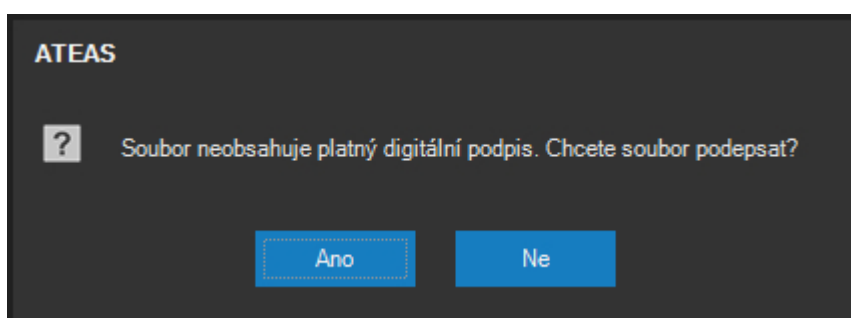 ATEAS
? Soubor neobsahuje platný digitální podpis. Chcete soubor podepsat?
Ano Ne